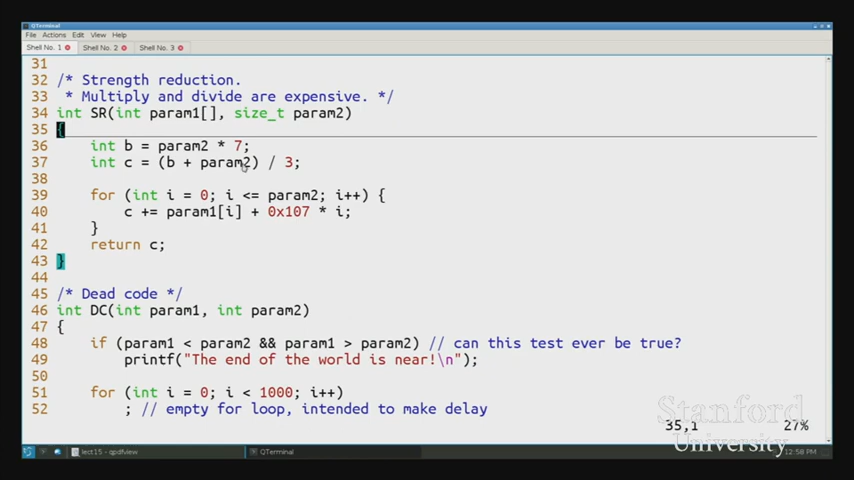 QTerminal
File Actions Edit View Help
Shell No. 1 Shell No. 2 Shell No. 3
31
32 /* Strength reduction.
33  * Multiply and divide are expensive. */
34 int SR(int param1[], size_t param2)
35 {
36     int b = param2 * 7;
37     int c = (b + param2) / 3;
38
39     for (int i = 0; i <= param2; i++) {
40         c += param1[i] + 0x107 * i;
41     }
42     return c;
43 }
44
45 /* Dead code */
46 int DC(int param1, int param2)
47 {
48     if (param1 < param2 && param1 > param2) // can this test ever be true?
49         printf("The end of the world is near!\n");
50
51     for (int i = 0; i < 1000; i++)
52         ; // empty for loop, intended to make delay
35,1 27%
Stanford
University
lect15 - qpdfview QTerminal 12:58 PM